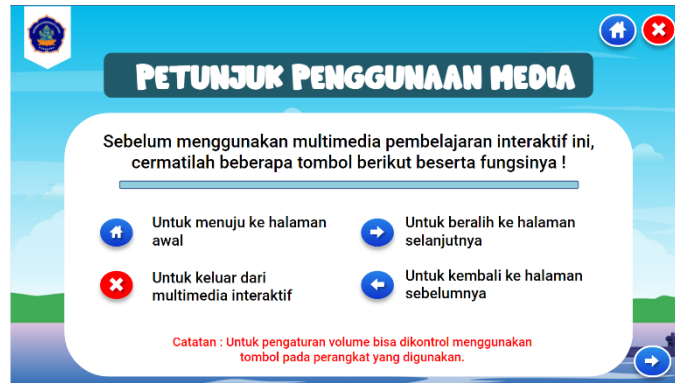 PETUNJUK PENGGUNAAN MEDIA
Sebelum menggunakan multimedia pembelajaran interaktif ini,
cermatilah beberapa tombol berikut beserta fungsinya !
Untuk menuju ke halaman
awal
Untuk beralih ke halaman
selanjutnya
Untuk keluar dari
multimedia interaktif
Untuk kembali ke halaman
sebelumnya
Catatan : Untuk pengaturan volume bisa dikontrol menggunakan
tombol pada perangkat yang digunakan.